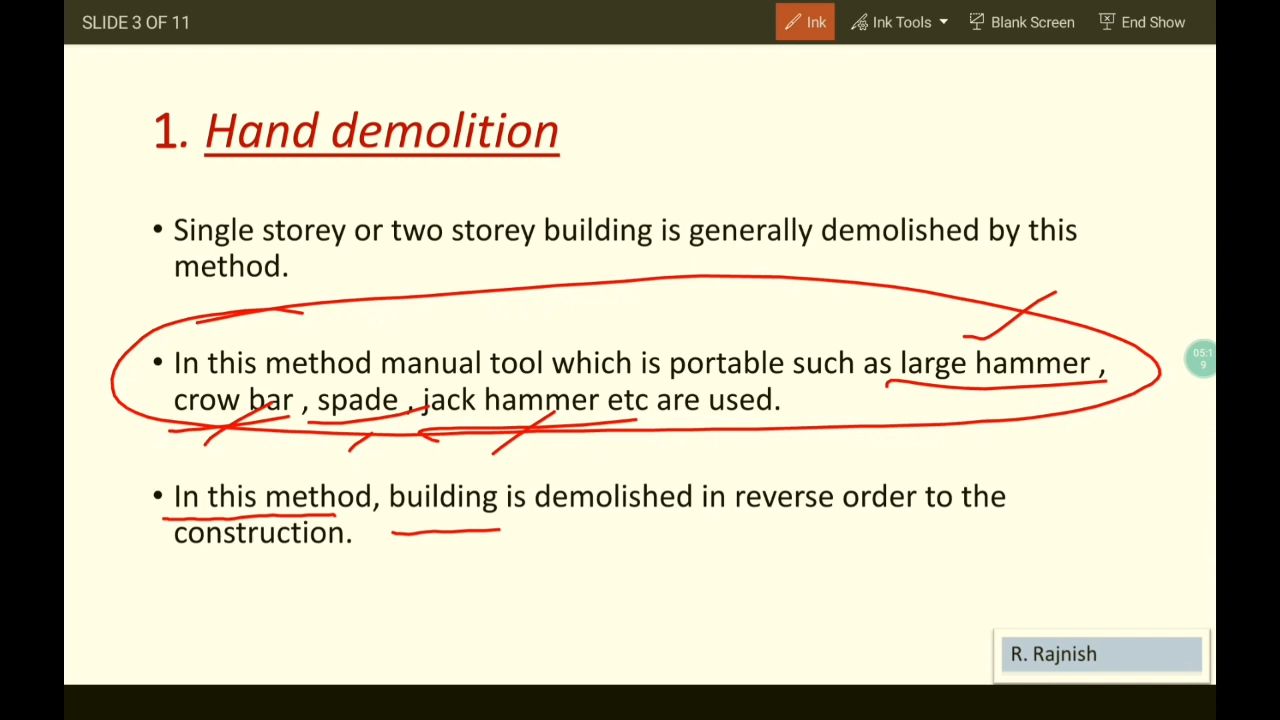 SLIDE 3 OF 11
Ink
Ink Tools
Blank Screen
End Show
1. Hand demolition
• Single storey or two storey building is generally demolished by this
method.
• In this method manual tool which is portable such as large hammer ,
crow bar , spade , jack hammer etc are used.
05:1
9
• In this method, building is demolished in reverse order to the
construction.
R. Rajnish